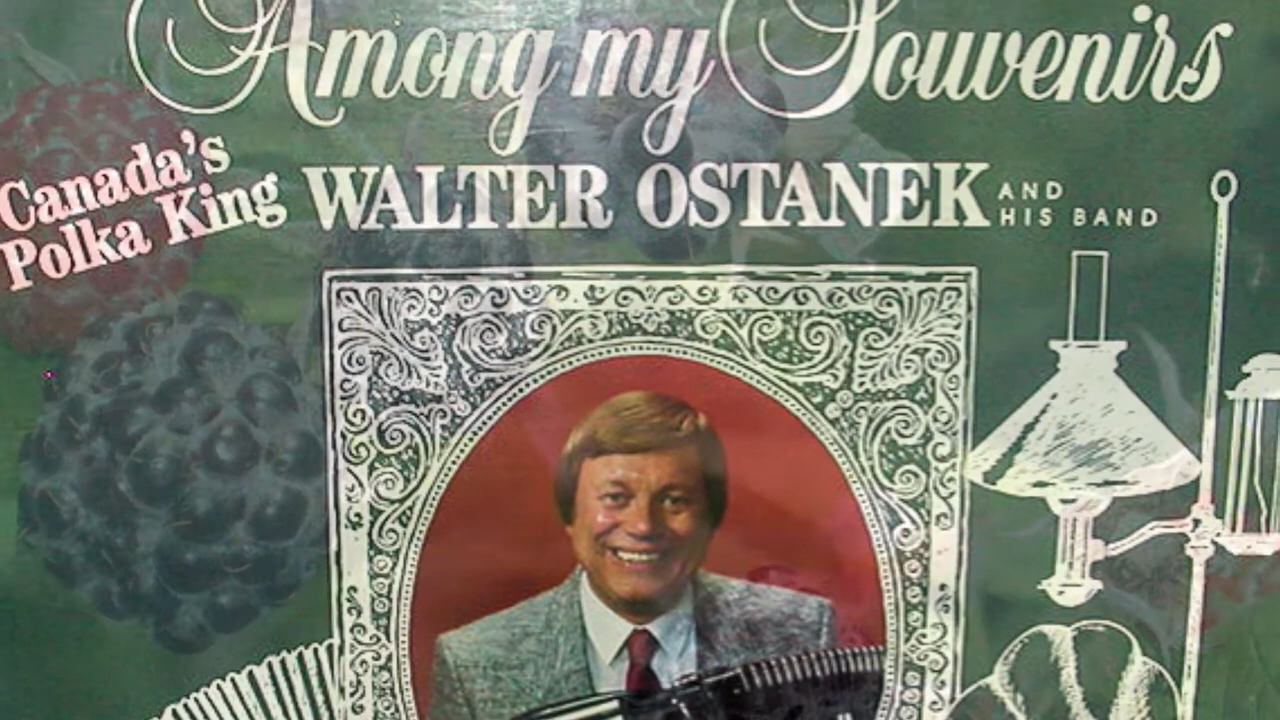 Among my Souvenirs
Canada's
Polka King
WALTER OSTANEK
AND
HIS BAND